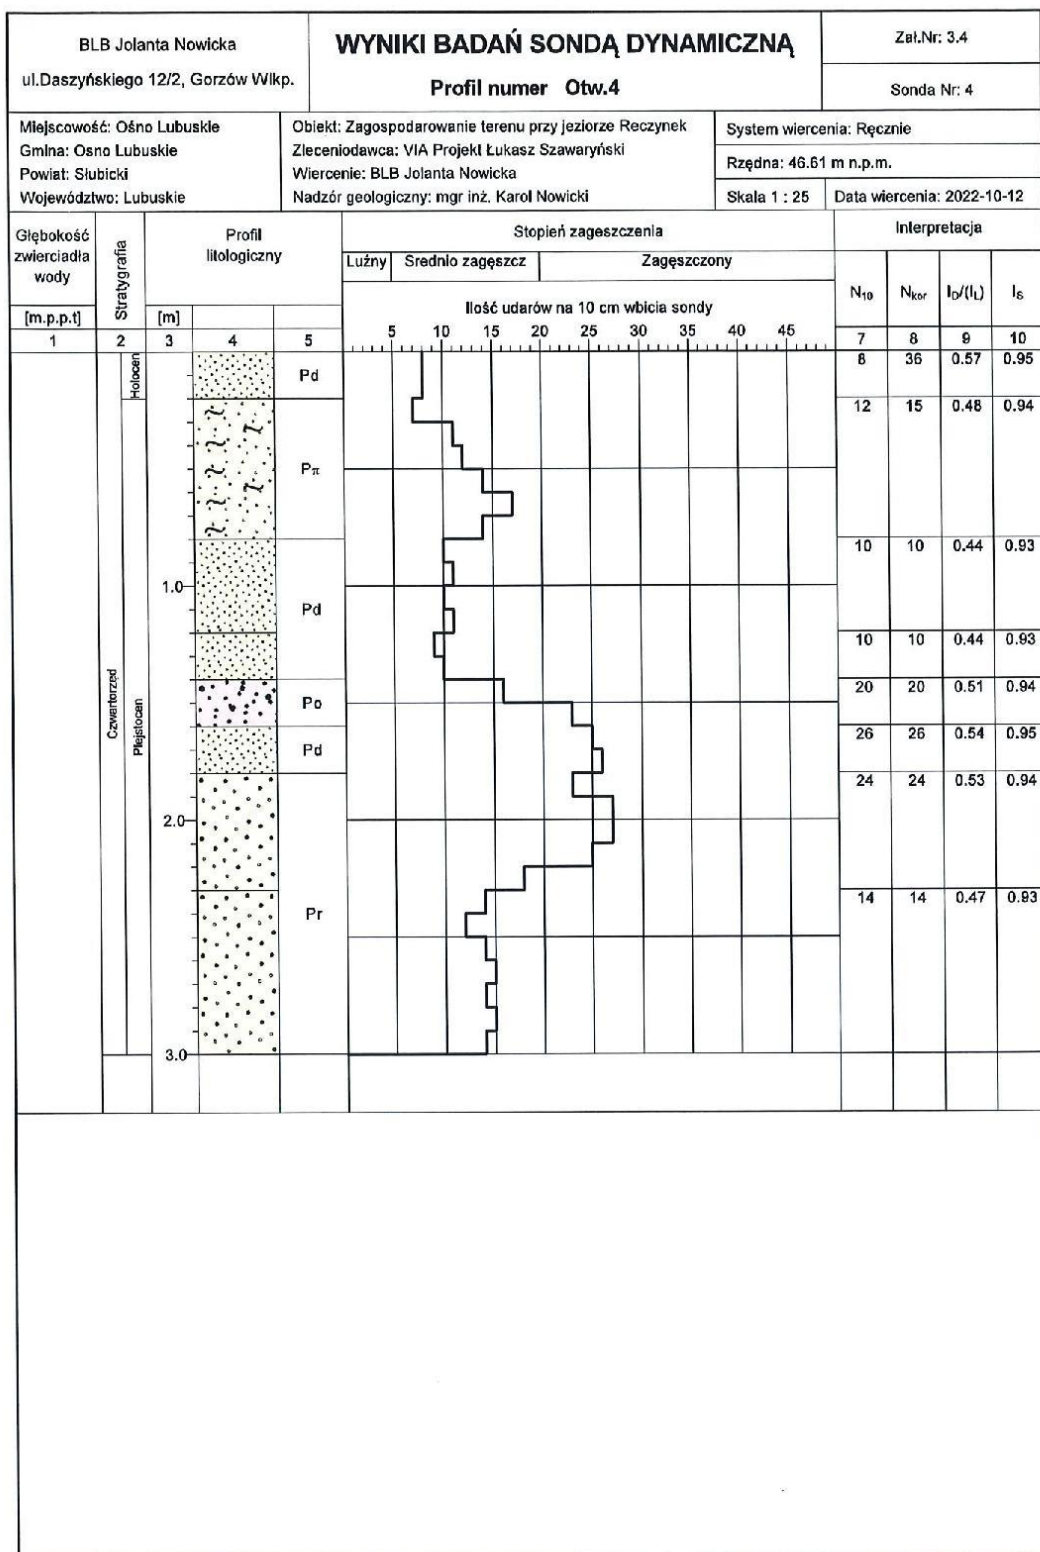 BLB Jolanta Nowicka
ul.Daszyńskiego 12/2, Gorzów Wlkp.
WYNIKI BADAŃ SONDĄ DYNAMICZNĄ
Profil numer Otw.4
Zał.Nr: 3.4
Sonda Nr: 4
Miejscowość: Ośno Lubuskie
Gmina: Osno Lubuskie
Powiat: Słubicki
Województwo: Lubuskie
Obiekt: Zagospodarowanie terenu przy jeziorze Reczynek
Zleceniodawca: VIA Projekt Łukasz Szawaryński
Wiercenie: BLB Jolanta Nowicka
Nadzór geologiczny: mgr inż. Karol Nowicki
System wiercenia: Ręcznie
Rzędna: 46.61 m n.p.m.
Skala 1 : 25 Data wiercenia: 2022-10-12
Głębokość
zwierciadła
wody
[m.p.p.t]
Stratygrafia
Profil
litologiczny
[m]
Stopień zagęszczenia
Luźny Srednio zagęszcz Zagęszczony
Ilość udarów na 10 cm wbicia sondy
5 10 15 20 25 30 35 40 45
Interpretacja
N10 Nkor ID/(IL) IS
1 2 3 4 5 7 8 9 10
Holocen
Czwartorzęd
Plejstocen
Pd 8 36 0.57 0.95
12 15 0.48 0.94
Pπ
10 10 0.44 0.93
1.0
Pd
10 10 0.44 0.93
20 20 0.51 0.94
Po
26 26 0.54 0.95
Pd
24 24 0.53 0.94
2.0
14 14 0.47 0.93
Pr
3.0